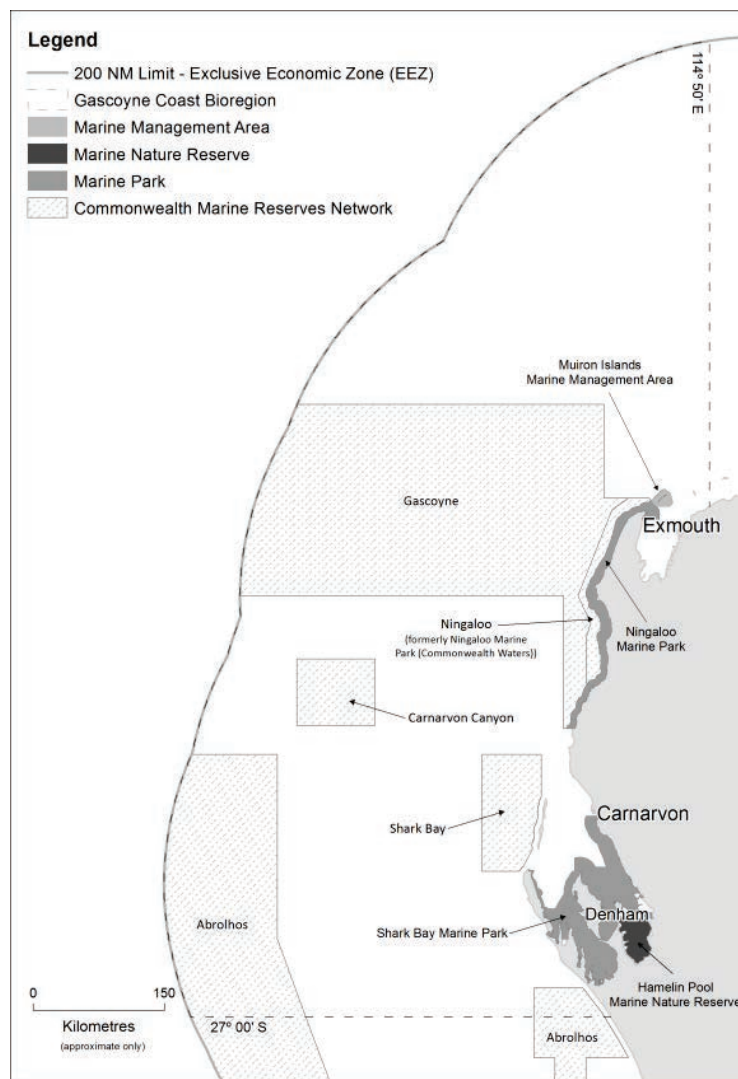 Legend
200 NM Limit - Exclusive Economic Zone (EEZ)
Gascoyne Coast Bioregion
Marine Management Area
Marine Nature Reserve
Marine Park
Commonwealth Marine Reserves Network
114° 50' E
Muiron Islands
Marine Management Area
Gascoyne
Exmouth
Ningaloo
(formerly Ningaloo Marine
Park (Commonwealth Waters))
Ningaloo
Marine Park
Carnarvon Canyon
Carnarvon
Shark Bay
Abrolhos
Shark Bay Marine Park
Denham
Hamelin Pool
Marine Nature Reserve
0 150
Kilometres
(approximate only)
27° 00' S
Abrolhos